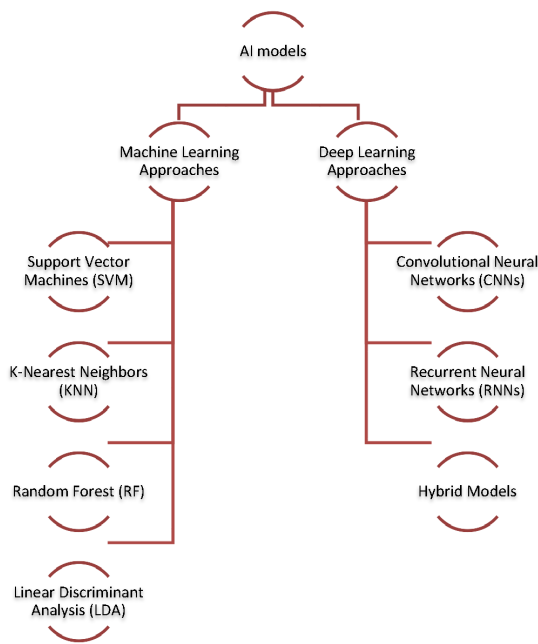 AI models
Machine Learning
Approaches
Deep Learning
Approaches
Support Vector
Machines (SVM)
Convolutional Neural
Networks (CNNs)
K-Nearest Neighbors
(KNN)
Recurrent Neural
Networks (RNNs)
Random Forest (RF)
Hybrid Models
Linear Discriminant
Analysis (LDA)